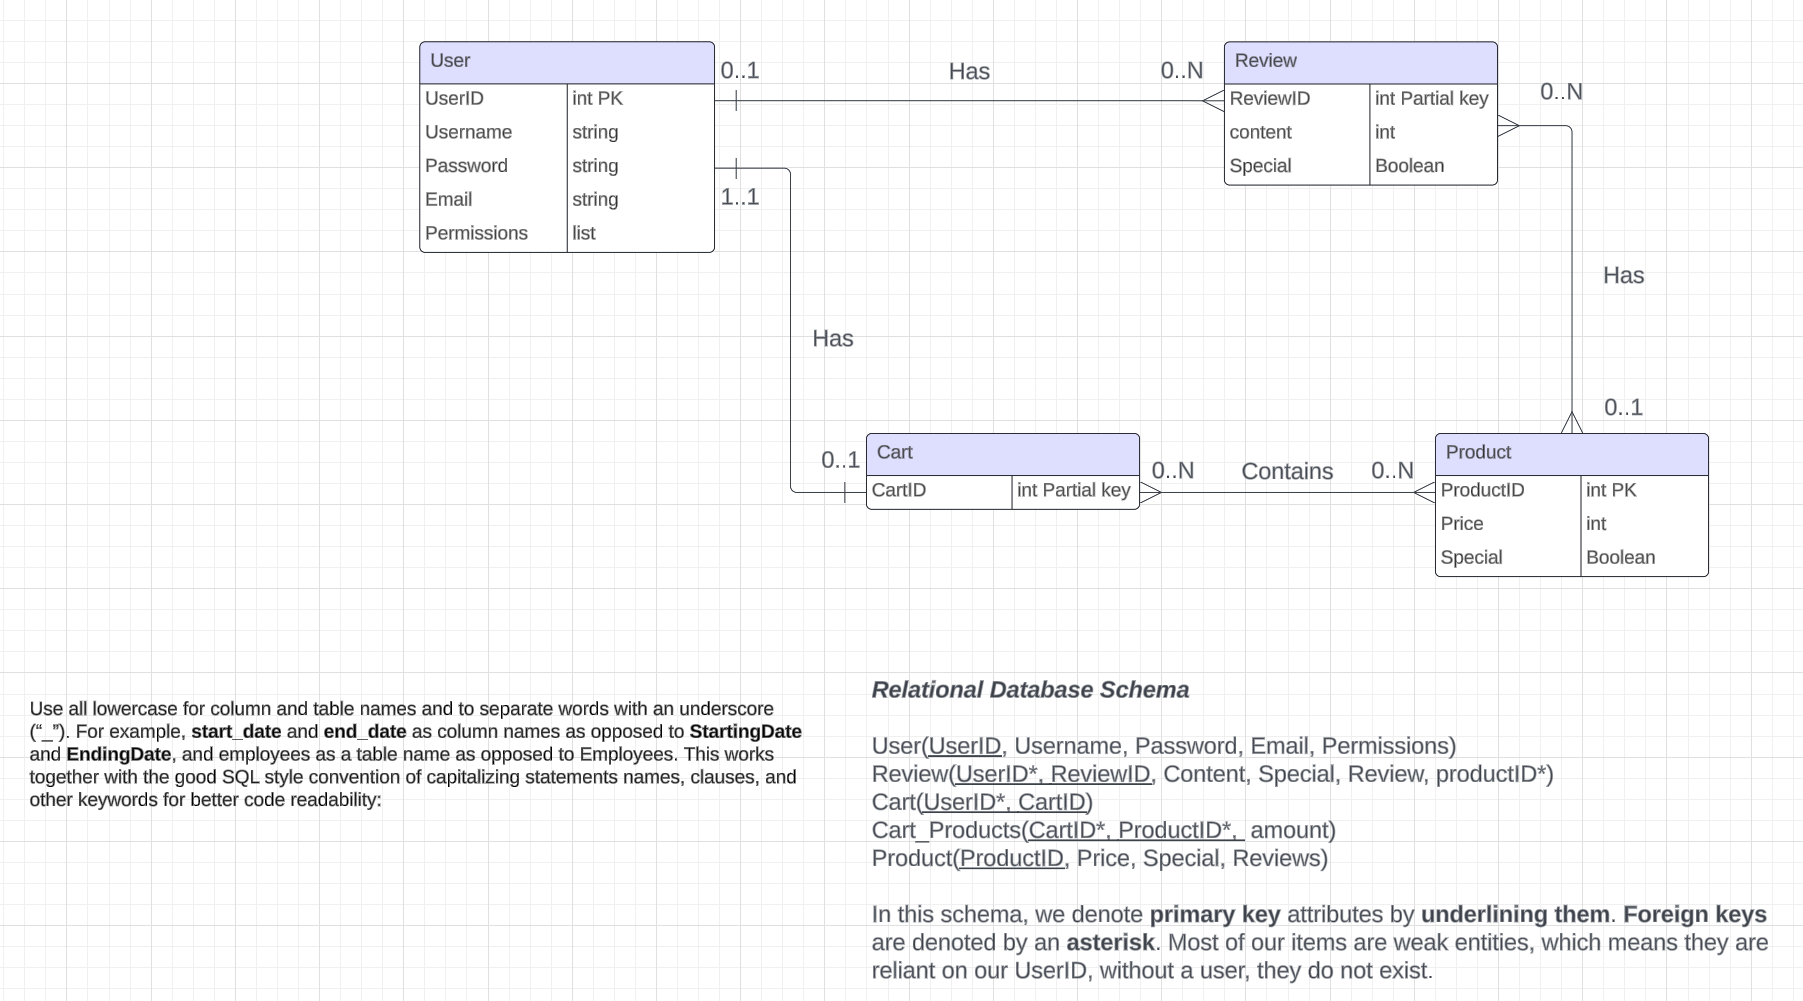 User
UserID int PK
Username string
Password string
Email string
Permissions list
0..1
Has
0..N
Review
ReviewID int Partial key
content int
Special Boolean
0..N
1..1
Has
Has
0..1
0..1
Cart
CartID int Partial key
0..N
Contains
0..N
Product
ProductID int PK
Price int
Special Boolean
Use all lowercase for column and table names and to separate words with an underscore
(“_”). For example, start_date and end_date as column names as opposed to StartingDate
and EndingDate, and employees as a table name as opposed to Employees. This works
together with the good SQL style convention of capitalizing statements names, clauses, and
other keywords for better code readability:
Relational Database Schema
User(UserID, Username, Password, Email, Permissions)
Review(UserID*, ReviewID, Content, Special, Review, productID*)
Cart(UserID*, CartID)
Cart_Products(CartID*, ProductID*,  amount)
Product(ProductID, Price, Special, Reviews)
In this schema, we denote primary key attributes by underlining them. Foreign keys
are denoted by an asterisk. Most of our items are weak entities, which means they are
reliant on our UserID, without a user, they do not exist.